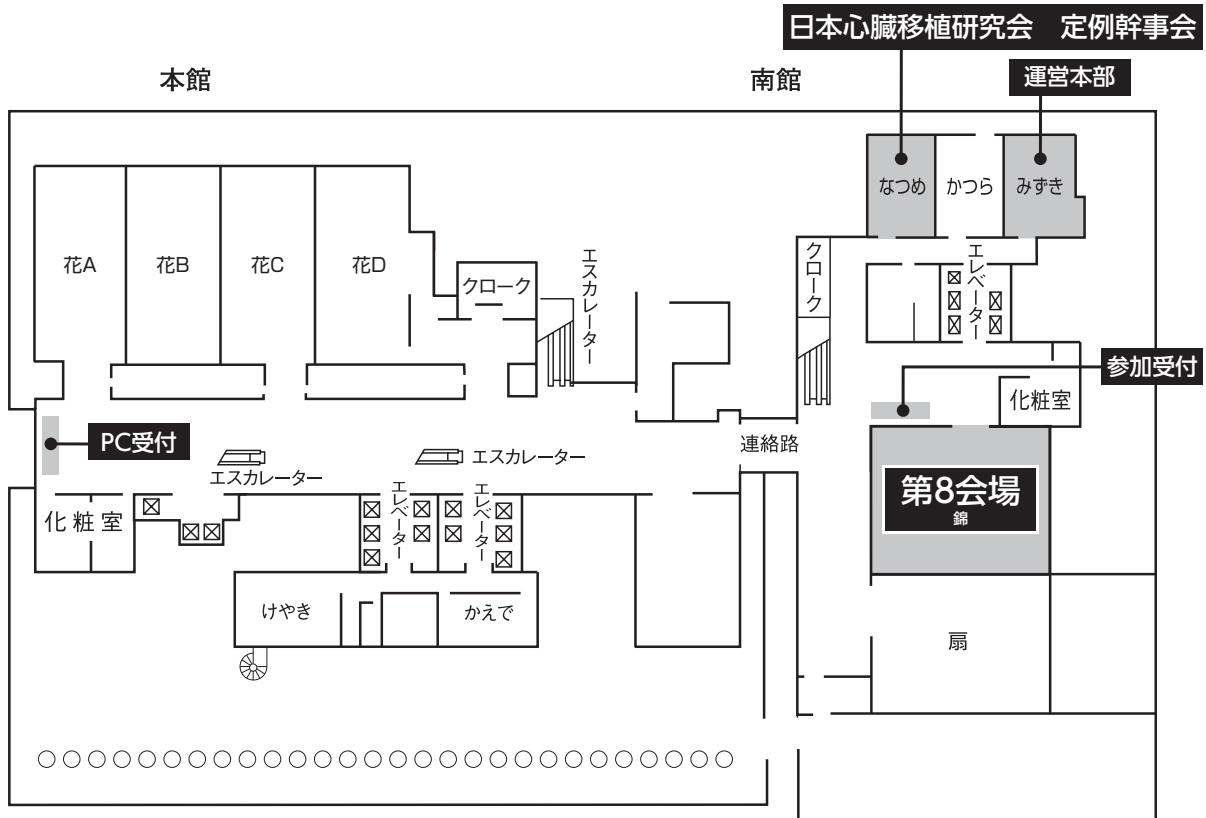 日本心臓移植研究会　定例幹事会
本館
南館
運営本部
なつめ
かつら
みずき
花A
花B
花C
花D
クローク
エスカレーター
クローク
エレベーター
参加受付
化粧室
PC受付
エスカレーター
エスカレーター
連絡路
第8会場
錦
化粧室
エレベーター
エレベーター
けやき
かえで
扇